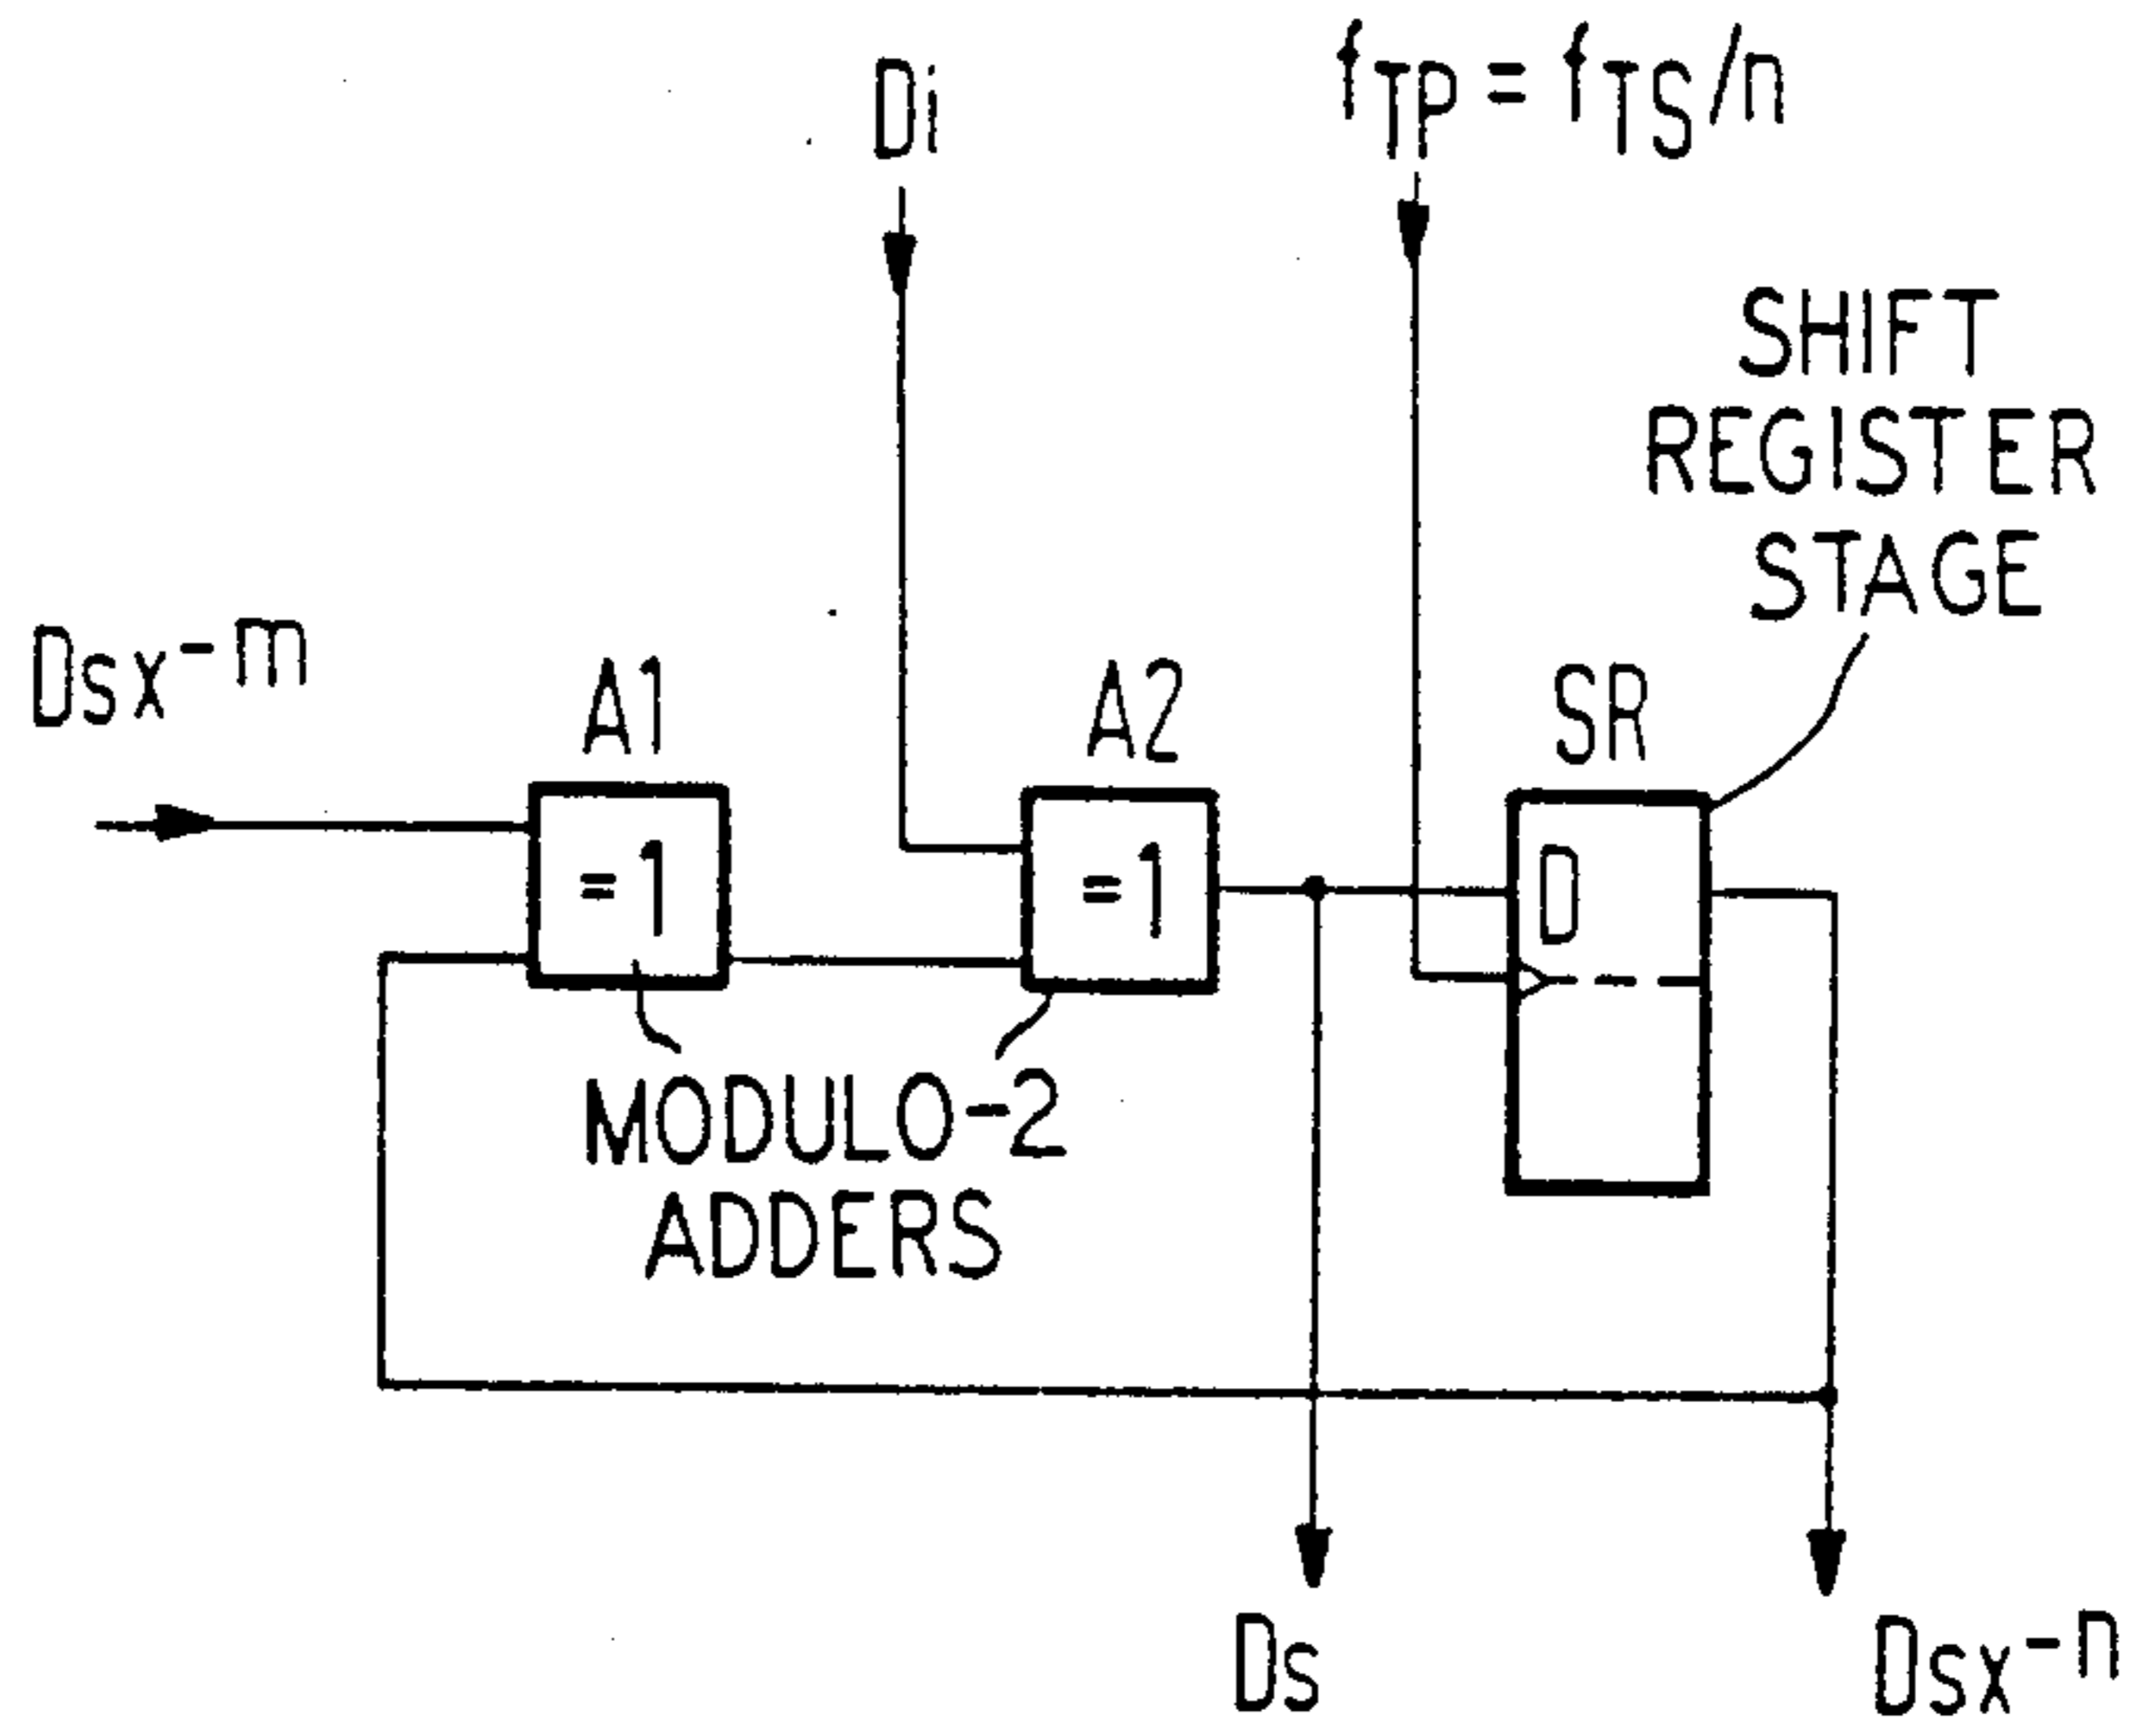 Di
fTP = fTS/n
SHIFT
REGISTER
STAGE
Dsx⁻ᵐ
A1
A2
SR
=1
=1
D
MODULO-2
ADDERS
Ds
Dsx⁻ⁿ